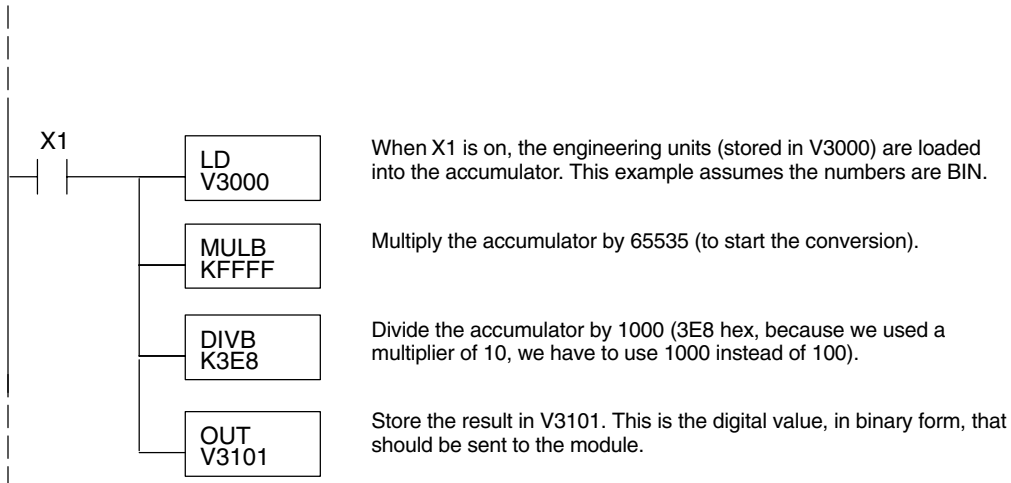 X1
LD
V3000
When X1 is on, the engineering units (stored in V3000) are loaded
into the accumulator. This example assumes the numbers are BIN.
MULB
KFFFF
Multiply the accumulator by 65535 (to start the conversion).
DIVB
K3E8
Divide the accumulator by 1000 (3E8 hex, because we used a
multiplier of 10, we have to use 1000 instead of 100).
OUT
V3101
Store the result in V3101. This is the digital value, in binary form, that
should be sent to the module.